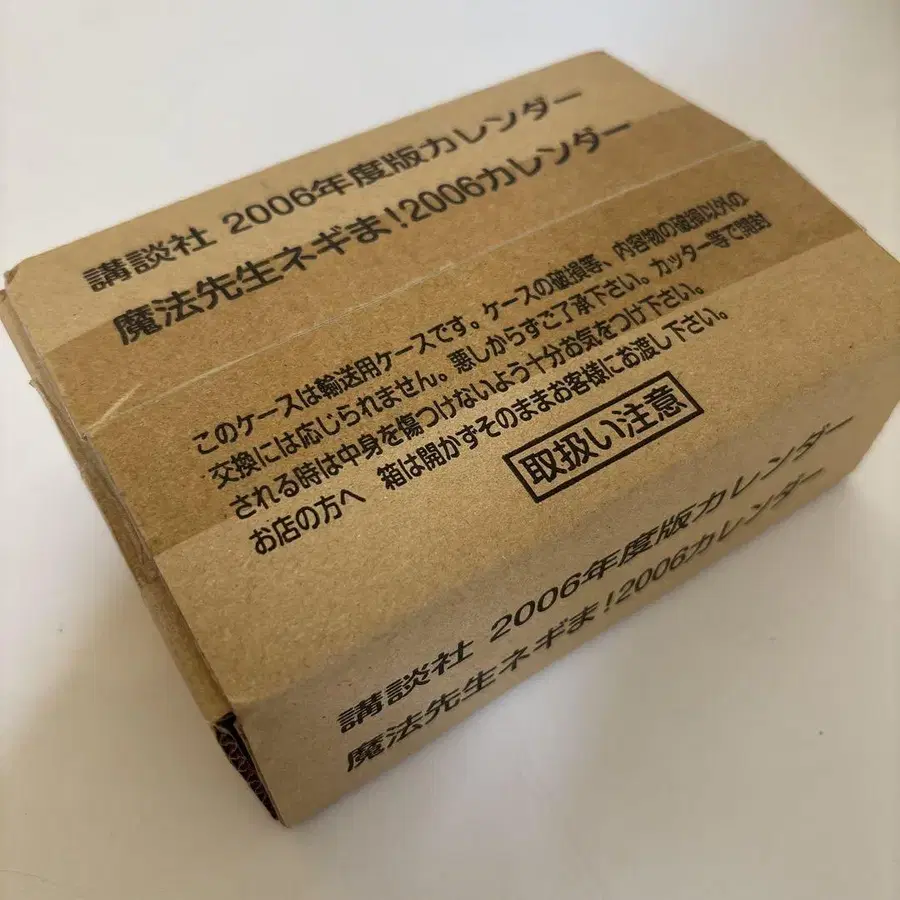 講談社 2006年度版カレンダー
魔法先生ネギま!2006カレンダー
このケースは輸送用ケースです。ケースの破損等、内容物の破損以外の
交換には応じられません。悪しからずご了承下さい。カッター等で開封
される時は中身を傷つけないよう十分お気をつけ下さい。
お店の方へ 箱は開かずそのままお客様にお渡し下さい。
取扱い注意
講談社 2006年度版カレンダー
魔法先生ネギま!2006カレンダー